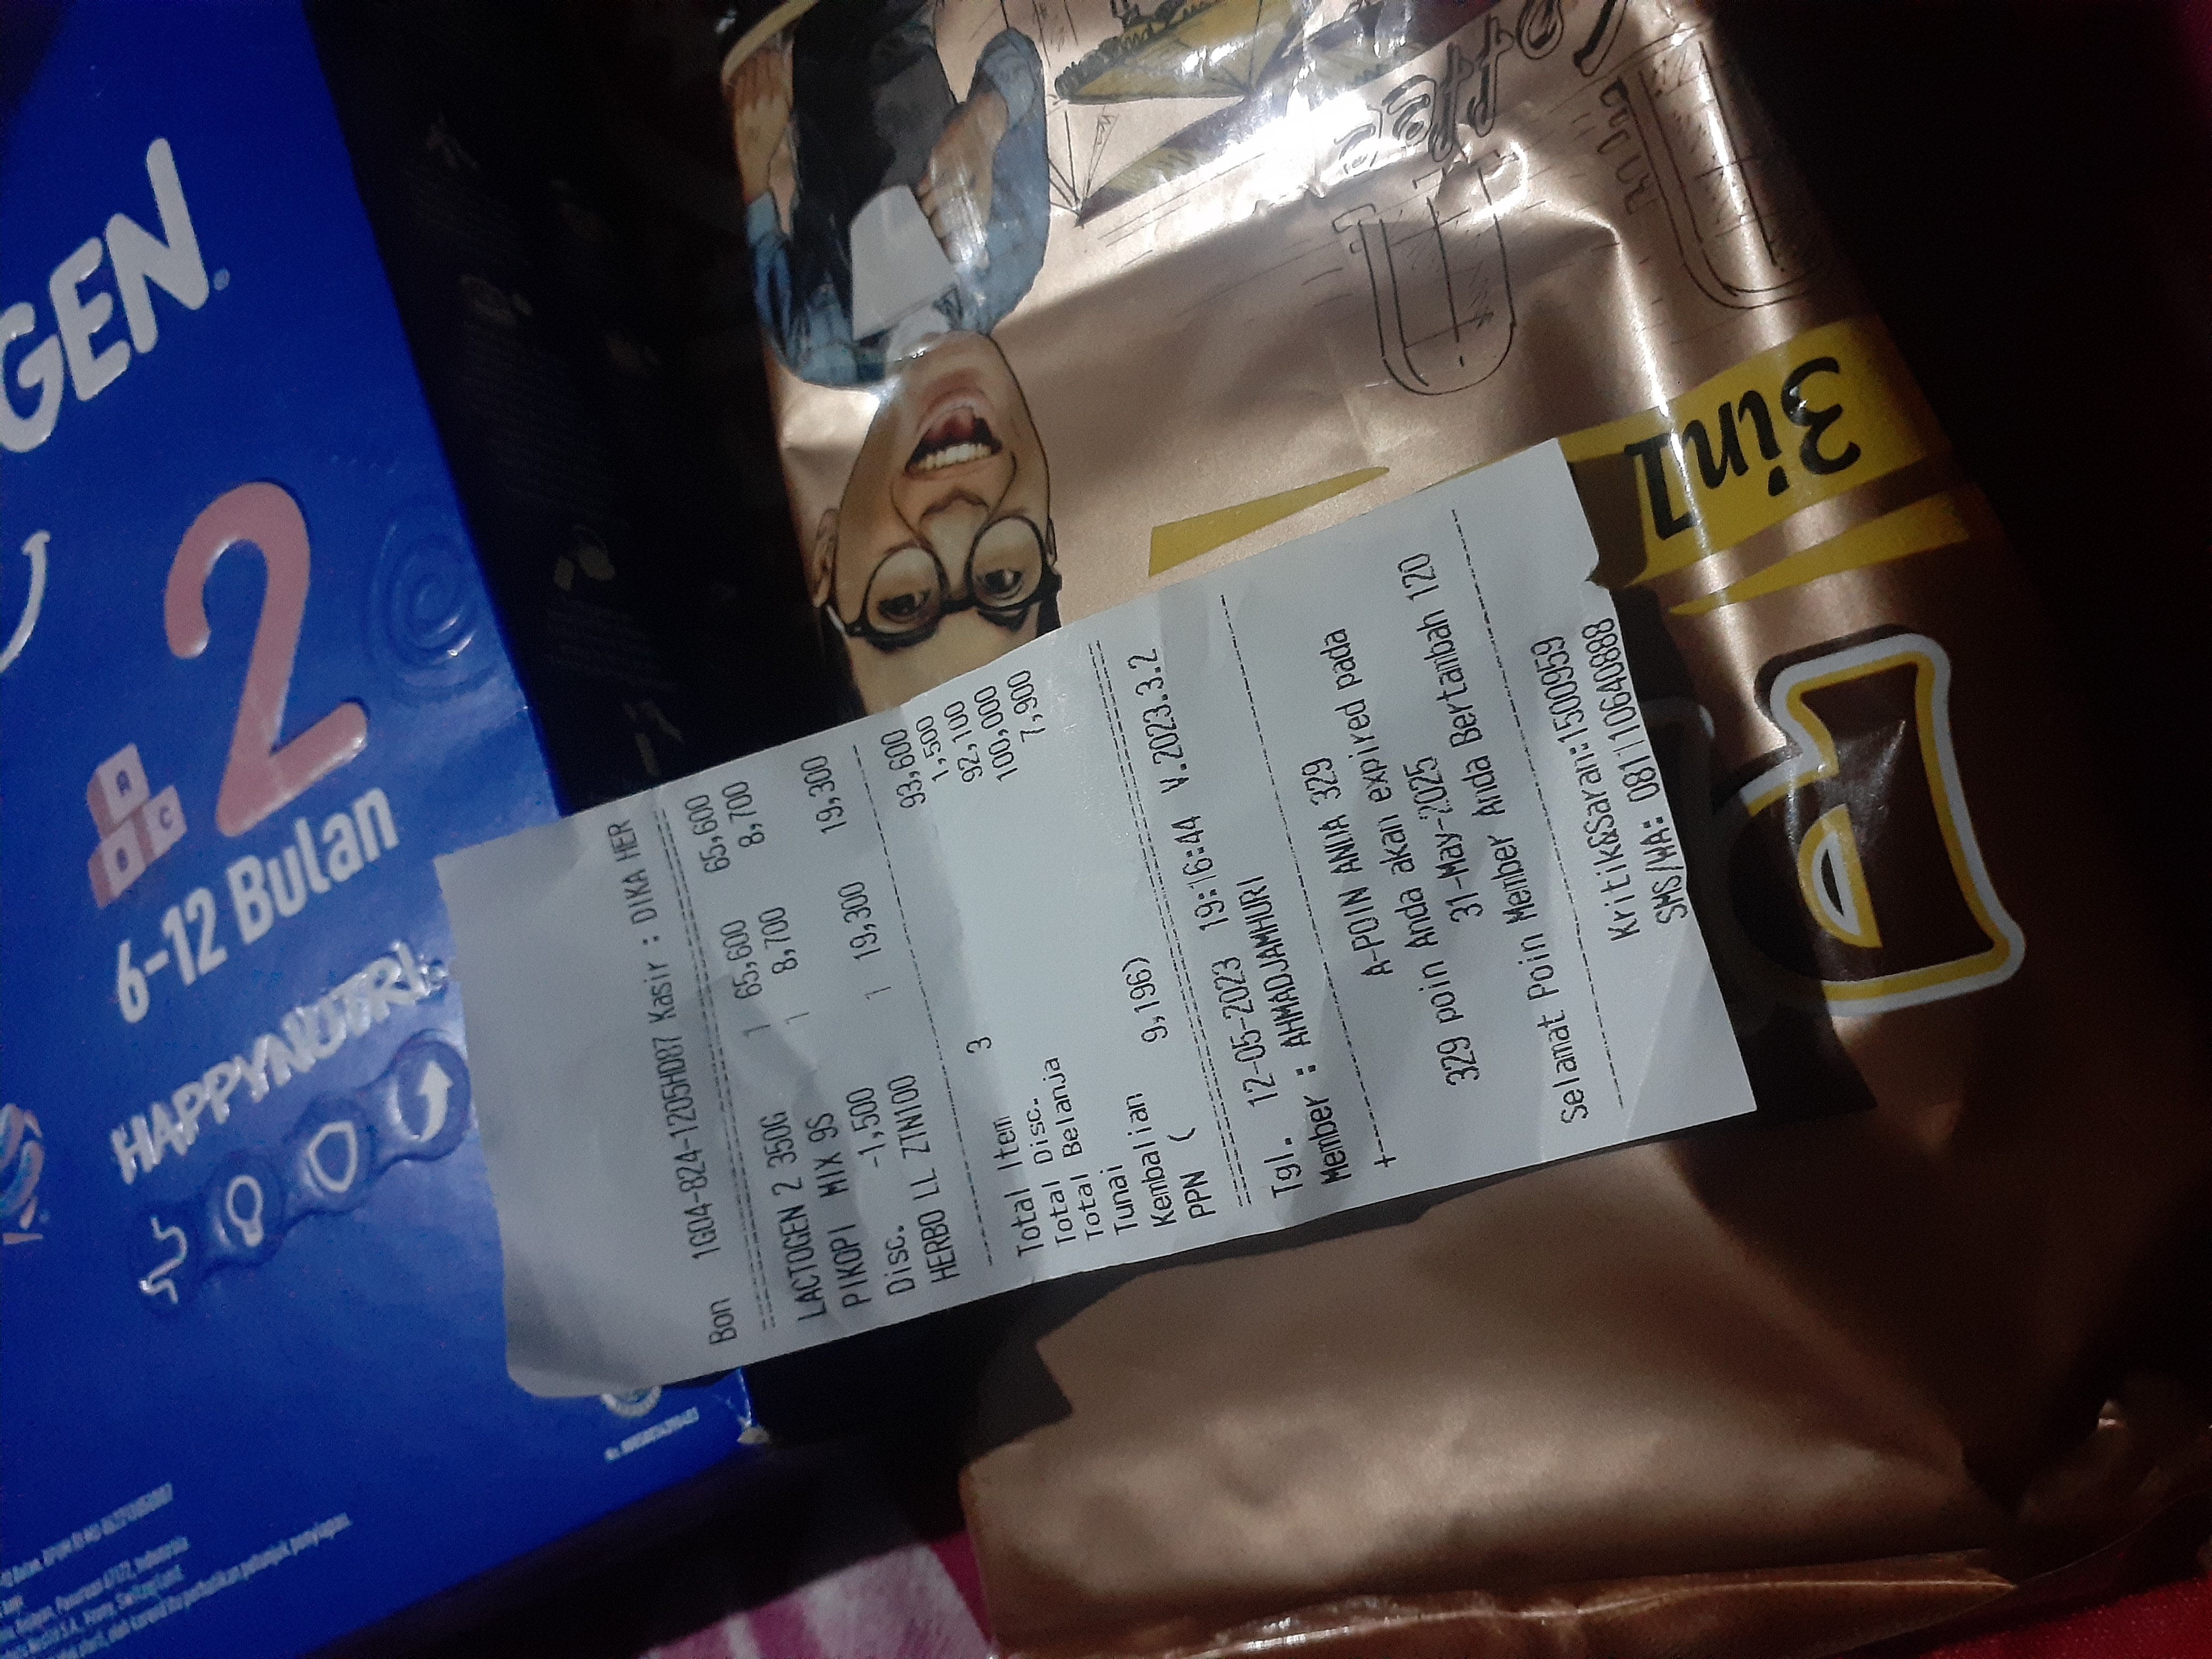 GEN
2
A
B
C
6-12 Bulan
HAPPYNUTRI
3in1
Bon 1G04-824-1205HD87 Kasir : DIKA HER
LACTOGEN 2 350G 1 65,600 65,600
PIKOPI MIX 9S 1 8,700 8,700
Disc. -1,500
HERBO LL ZTN100 1 19,300 19,300
Total Item 3 93,600
Total Disc. 1,500
Total Belanja 92,100
Tunai 100,000
Kembalian 7,900
PPN ( 9,196)
Tgl. 12-05-2023 19:16:44 V.2023.3.2
Member : AHMADJAMHURI
A-POIN ANDA 329
329 poin Anda akan expired pada
31-May-2025
Selamat Poin Member Anda Bertambah 120
Kritik&Saran:1500959
SMS/WA: 081110640888